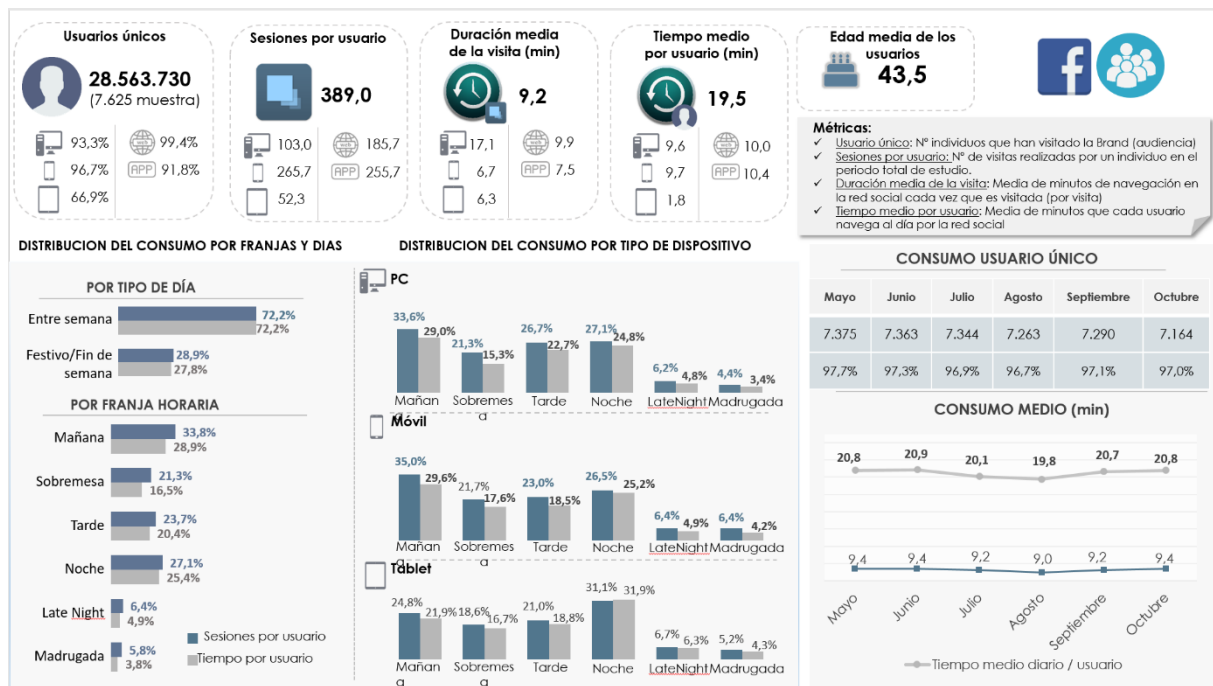 Usuarios únicos
28.563.730
(7.625 muestra)
93,3%
99,4%
96,7%
APP
91,8%
66,9%
Sesiones por usuario
389,0
103,0
185,7
265,7
APP
255,7
52,3
Duración media
de la visita (min)
9,2
17,1
9,9
6,7
APP
7,5
6,3
Tiempo medio
por usuario (min)
19,5
9,6
10,0
9,7
APP
10,4
1,8
Edad media de los
usuarios
43,5
f
Métricas:
✓ Usuario único: Nº individuos que han visitado la Brand (audiencia)
✓ Sesiones por usuario: Nº de visitas realizadas por un individuo en el
periodo total de estudio.
✓ Duración media de la visita: Media de minutos de navegación en
la red social cada vez que es visitada (por visita)
✓ Tiempo medio por usuario: Media de minutos que cada usuario
navega al día por la red social
DISTRIBUCION DEL CONSUMO POR FRANJAS Y DIAS
POR TIPO DE DÍA
Entre semana
72,2%
72,2%
Festivo/Fin de
semana
28,9%
27,8%
POR FRANJA HORARIA
Mañana
33,8%
28,9%
Sobremesa
21,3%
16,5%
Tarde
23,7%
20,4%
Noche
27,1%
25,4%
Late Night
6,4%
4,9%
Madrugada
5,8%
3,8%
Sesiones por usuario
Tiempo por usuario
DISTRIBUCION DEL CONSUMO POR TIPO DE DISPOSITIVO
PC
33,6%
29,0%
21,3%
15,3%
26,7%
22,7%
27,1%
24,8%
6,2%
4,8%
4,4%
3,4%
Mañan
a
Sobremes
a
Tarde
Noche
LateNight
Madrugada
Móvil
35,0%
29,6%
21,7%
17,6%
23,0%
18,5%
26,5%
25,2%
6,4%
4,9%
6,4%
4,2%
Mañan
a
Sobremes
a
Tarde
Noche
LateNight
Madrugada
Tablet
24,8%
21,9%
18,6%
16,7%
21,0%
18,8%
31,1%
31,9%
6,7%
6,3%
5,2%
4,3%
Mañan
a
Sobremes
a
Tarde
Noche
LateNight
Madrugada
CONSUMO USUARIO ÚNICO
Mayo Junio Julio Agosto Septiembre Octubre
7.375 7.363 7.344 7.263 7.290 7.164
97,7% 97,3% 96,9% 96,7% 97,1% 97,0%
CONSUMO MEDIO (min)
20,8 20,9 20,1 19,8 20,7 20,8
9,4 9,4 9,2 9,0 9,2 9,4
Mayo Junio Julio Agosto Septiembre Octubre
Tiempo medio diario / usuario